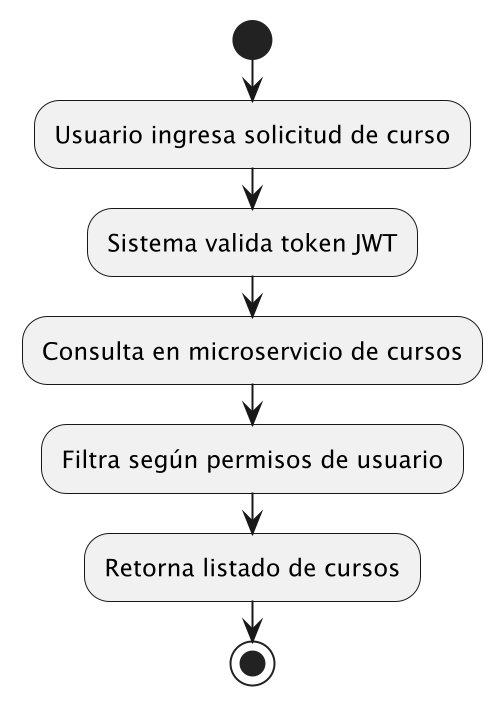 Usuario ingresa solicitud de curso
Sistema valida token JWT
Consulta en microservicio de cursos
Filtra según permisos de usuario
Retorna listado de cursos